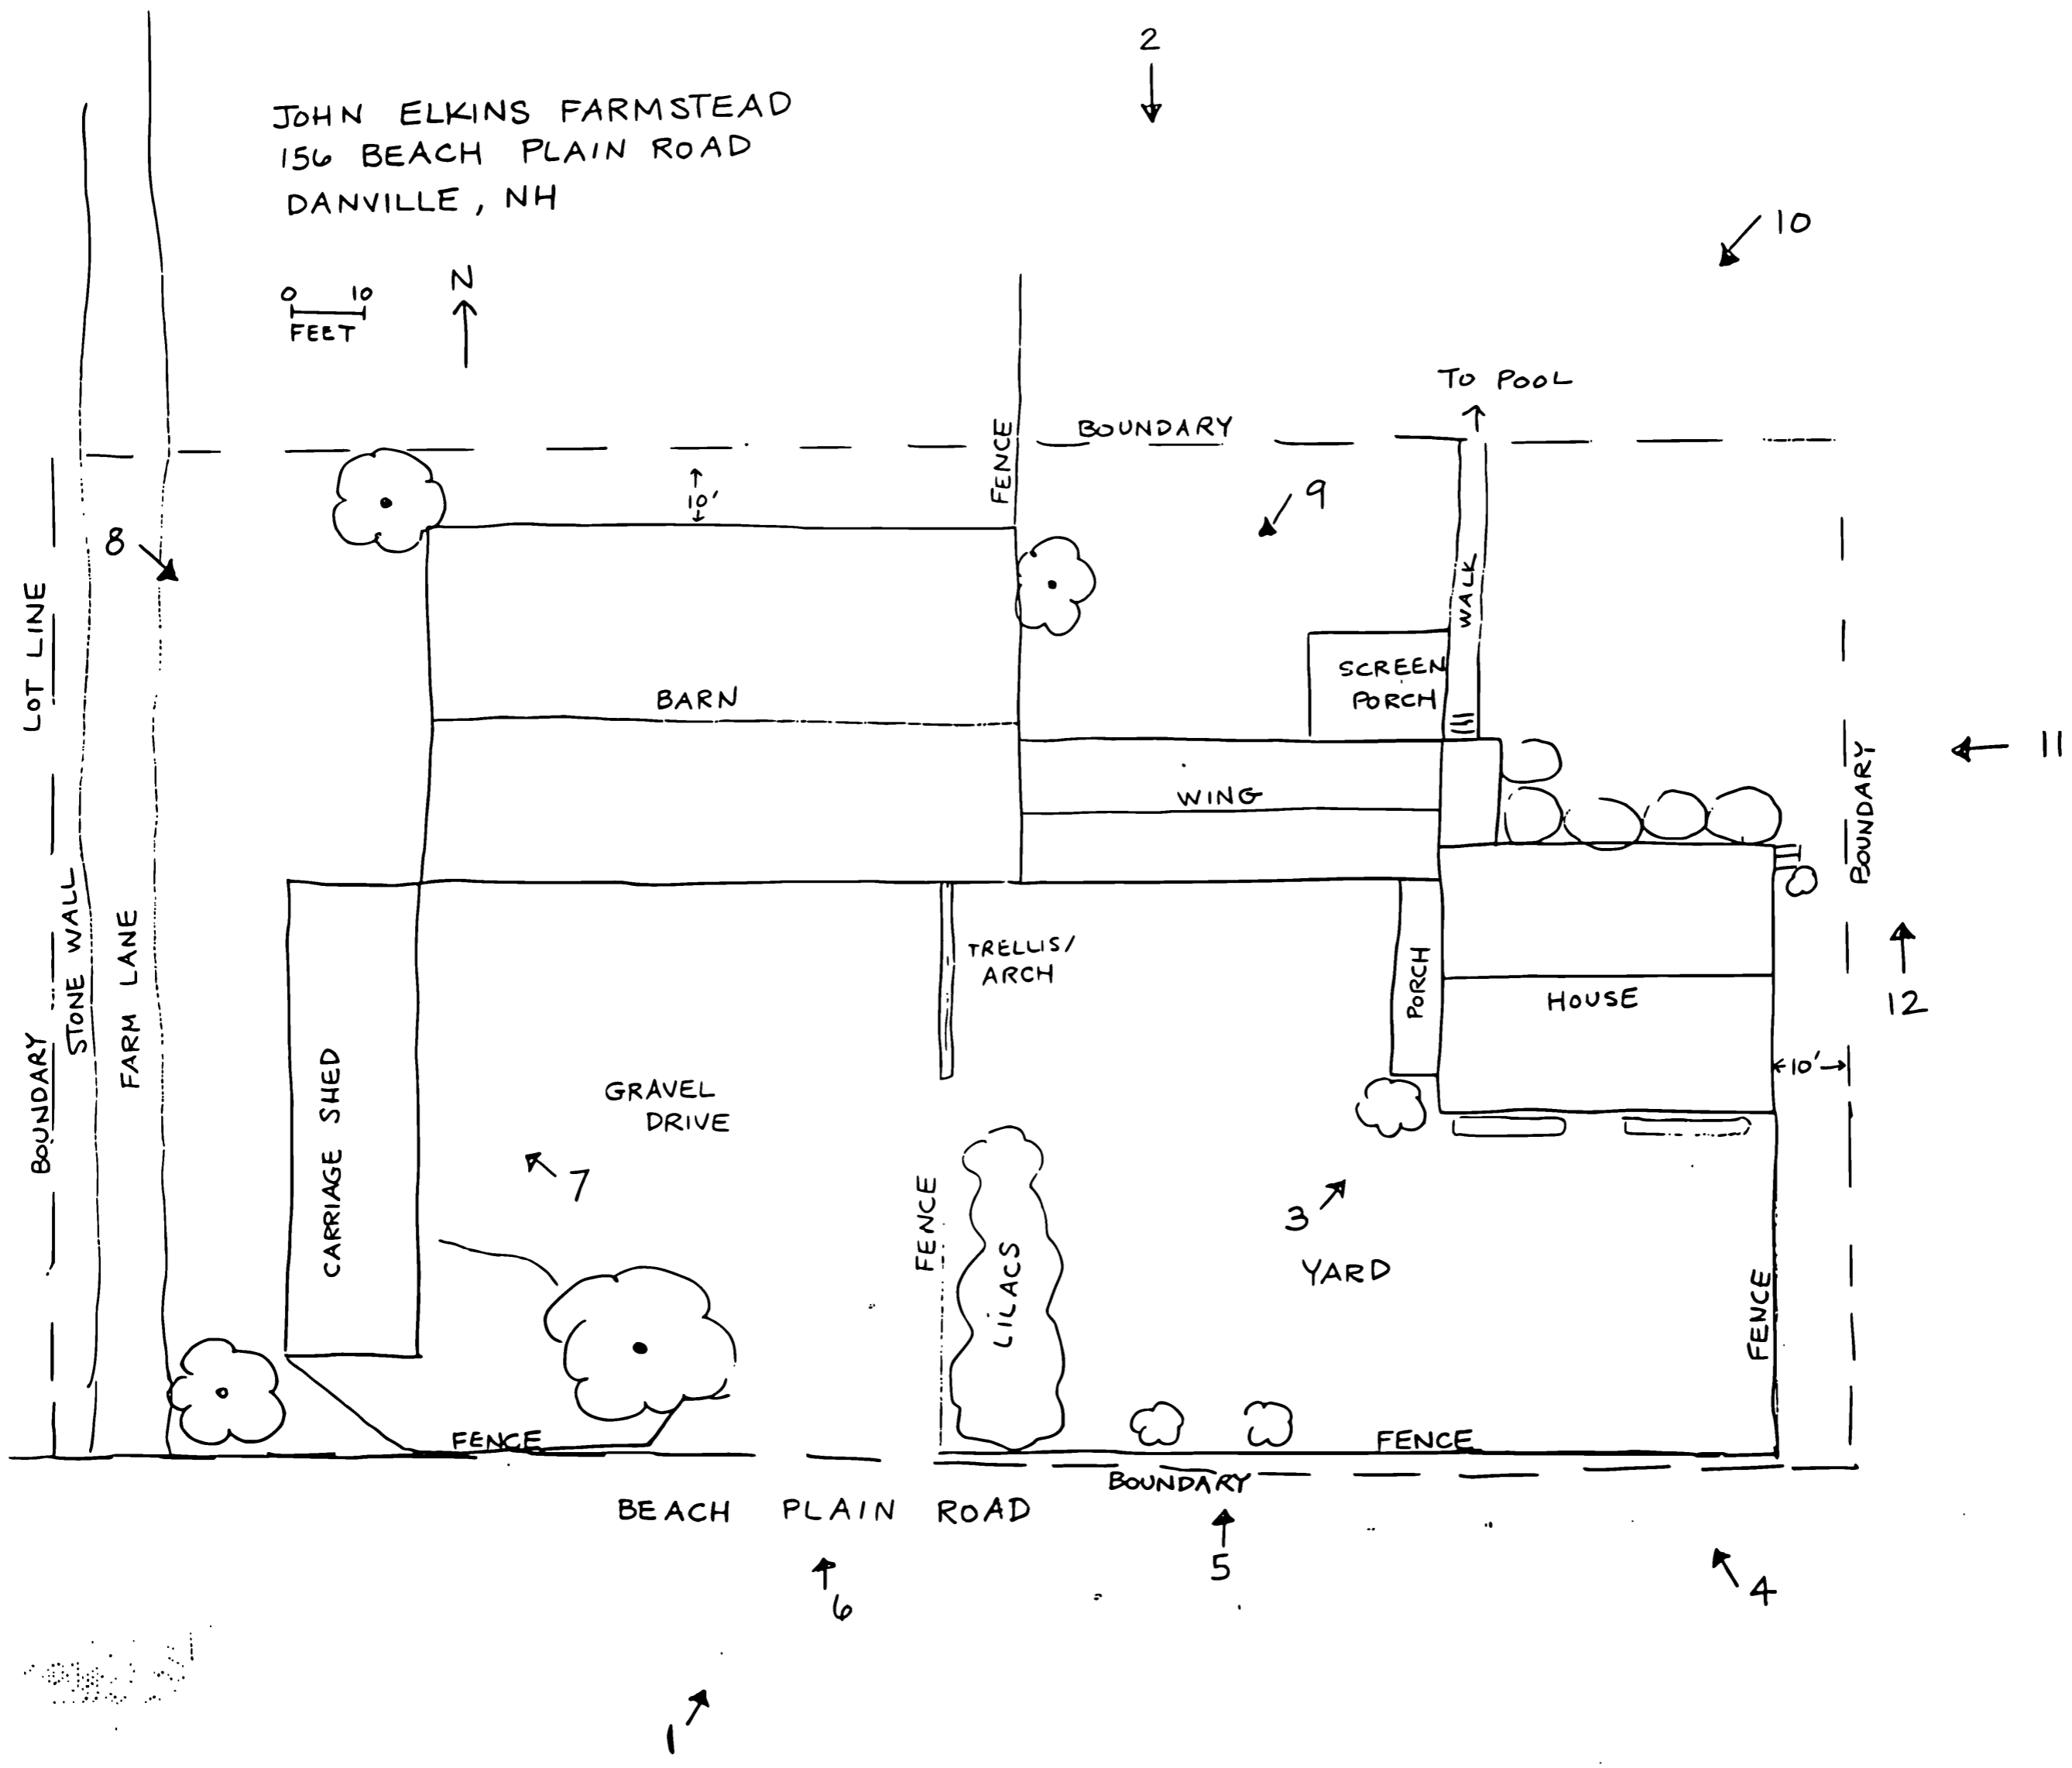 2
JOHN ELKINS FARMSTEAD
156 BEACH PLAIN ROAD
DANVILLE, NH
10
0 10
FEET
N
TO POOL
BOUNDARY
FENCE
10'
9
8
LOT LINE
WALK
SCREEN
PORCH
BARN
11
BOUNDARY
WING
STONE WALL
FARM LANE
TRELLIS/
ARCH
PORCH
HOUSE
12
10'
BOUNDARY
CARRIAGE SHED
GRAVEL
DRIVE
7
FENCE
LILACS
3
YARD
FENCE
FENCE
FENCE
BOUNDARY
BEACH PLAIN ROAD
5
6
4
1